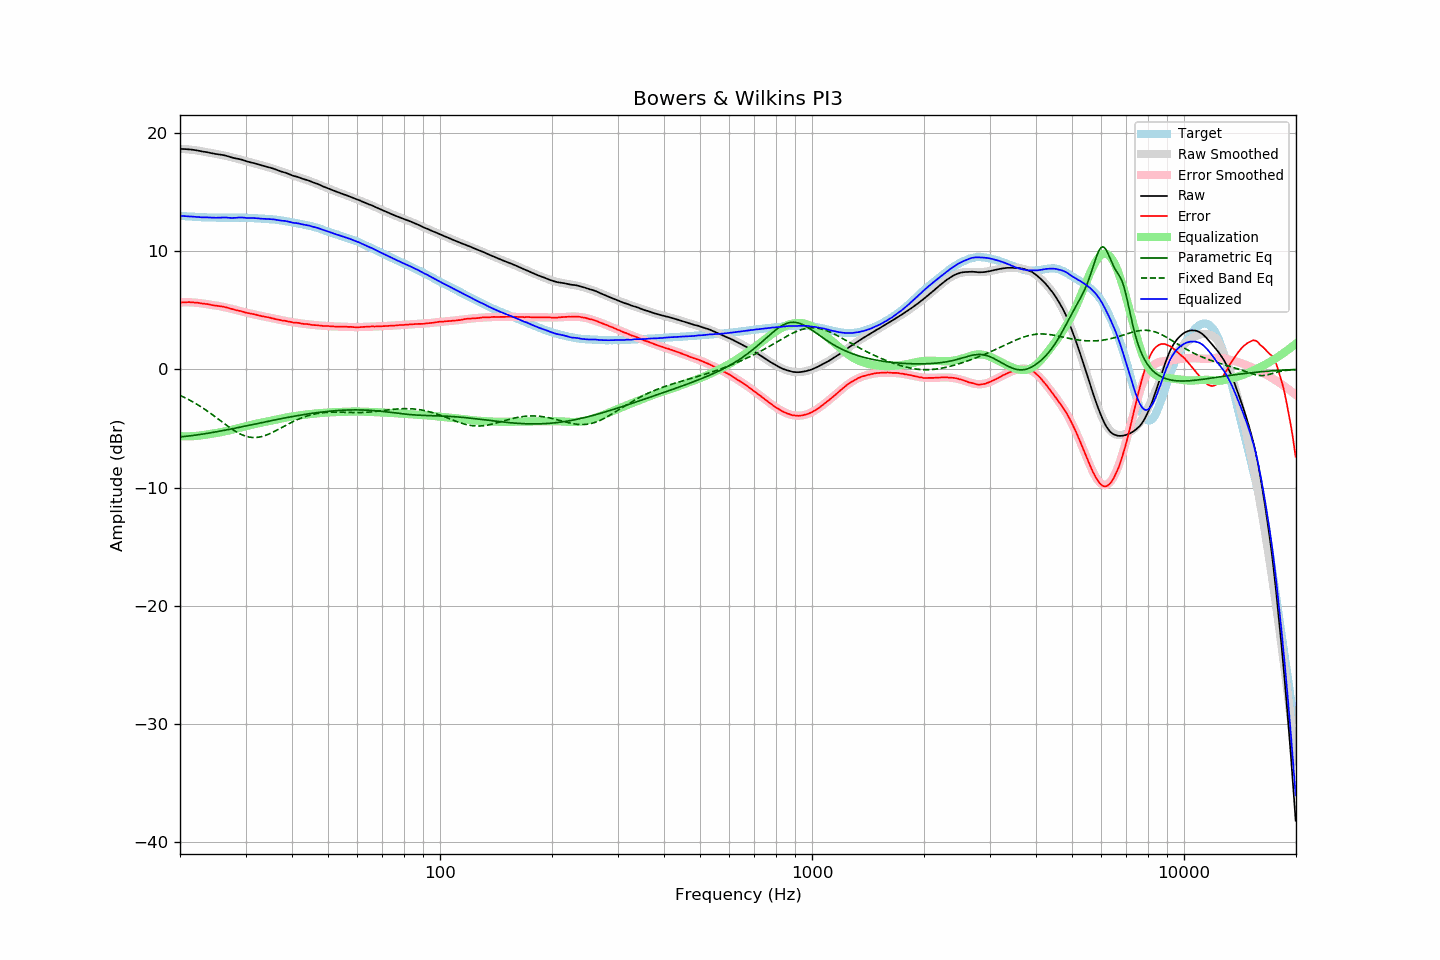 Bowers & Wilkins PI3
Target
Raw Smoothed
Error Smoothed
Raw
Error
Equalization
Parametric Eq
Fixed Band Eq
Equalized
20
10
0
−10
−20
−30
−40
Amplitude (dBr)
100
1000
10000
Frequency (Hz)